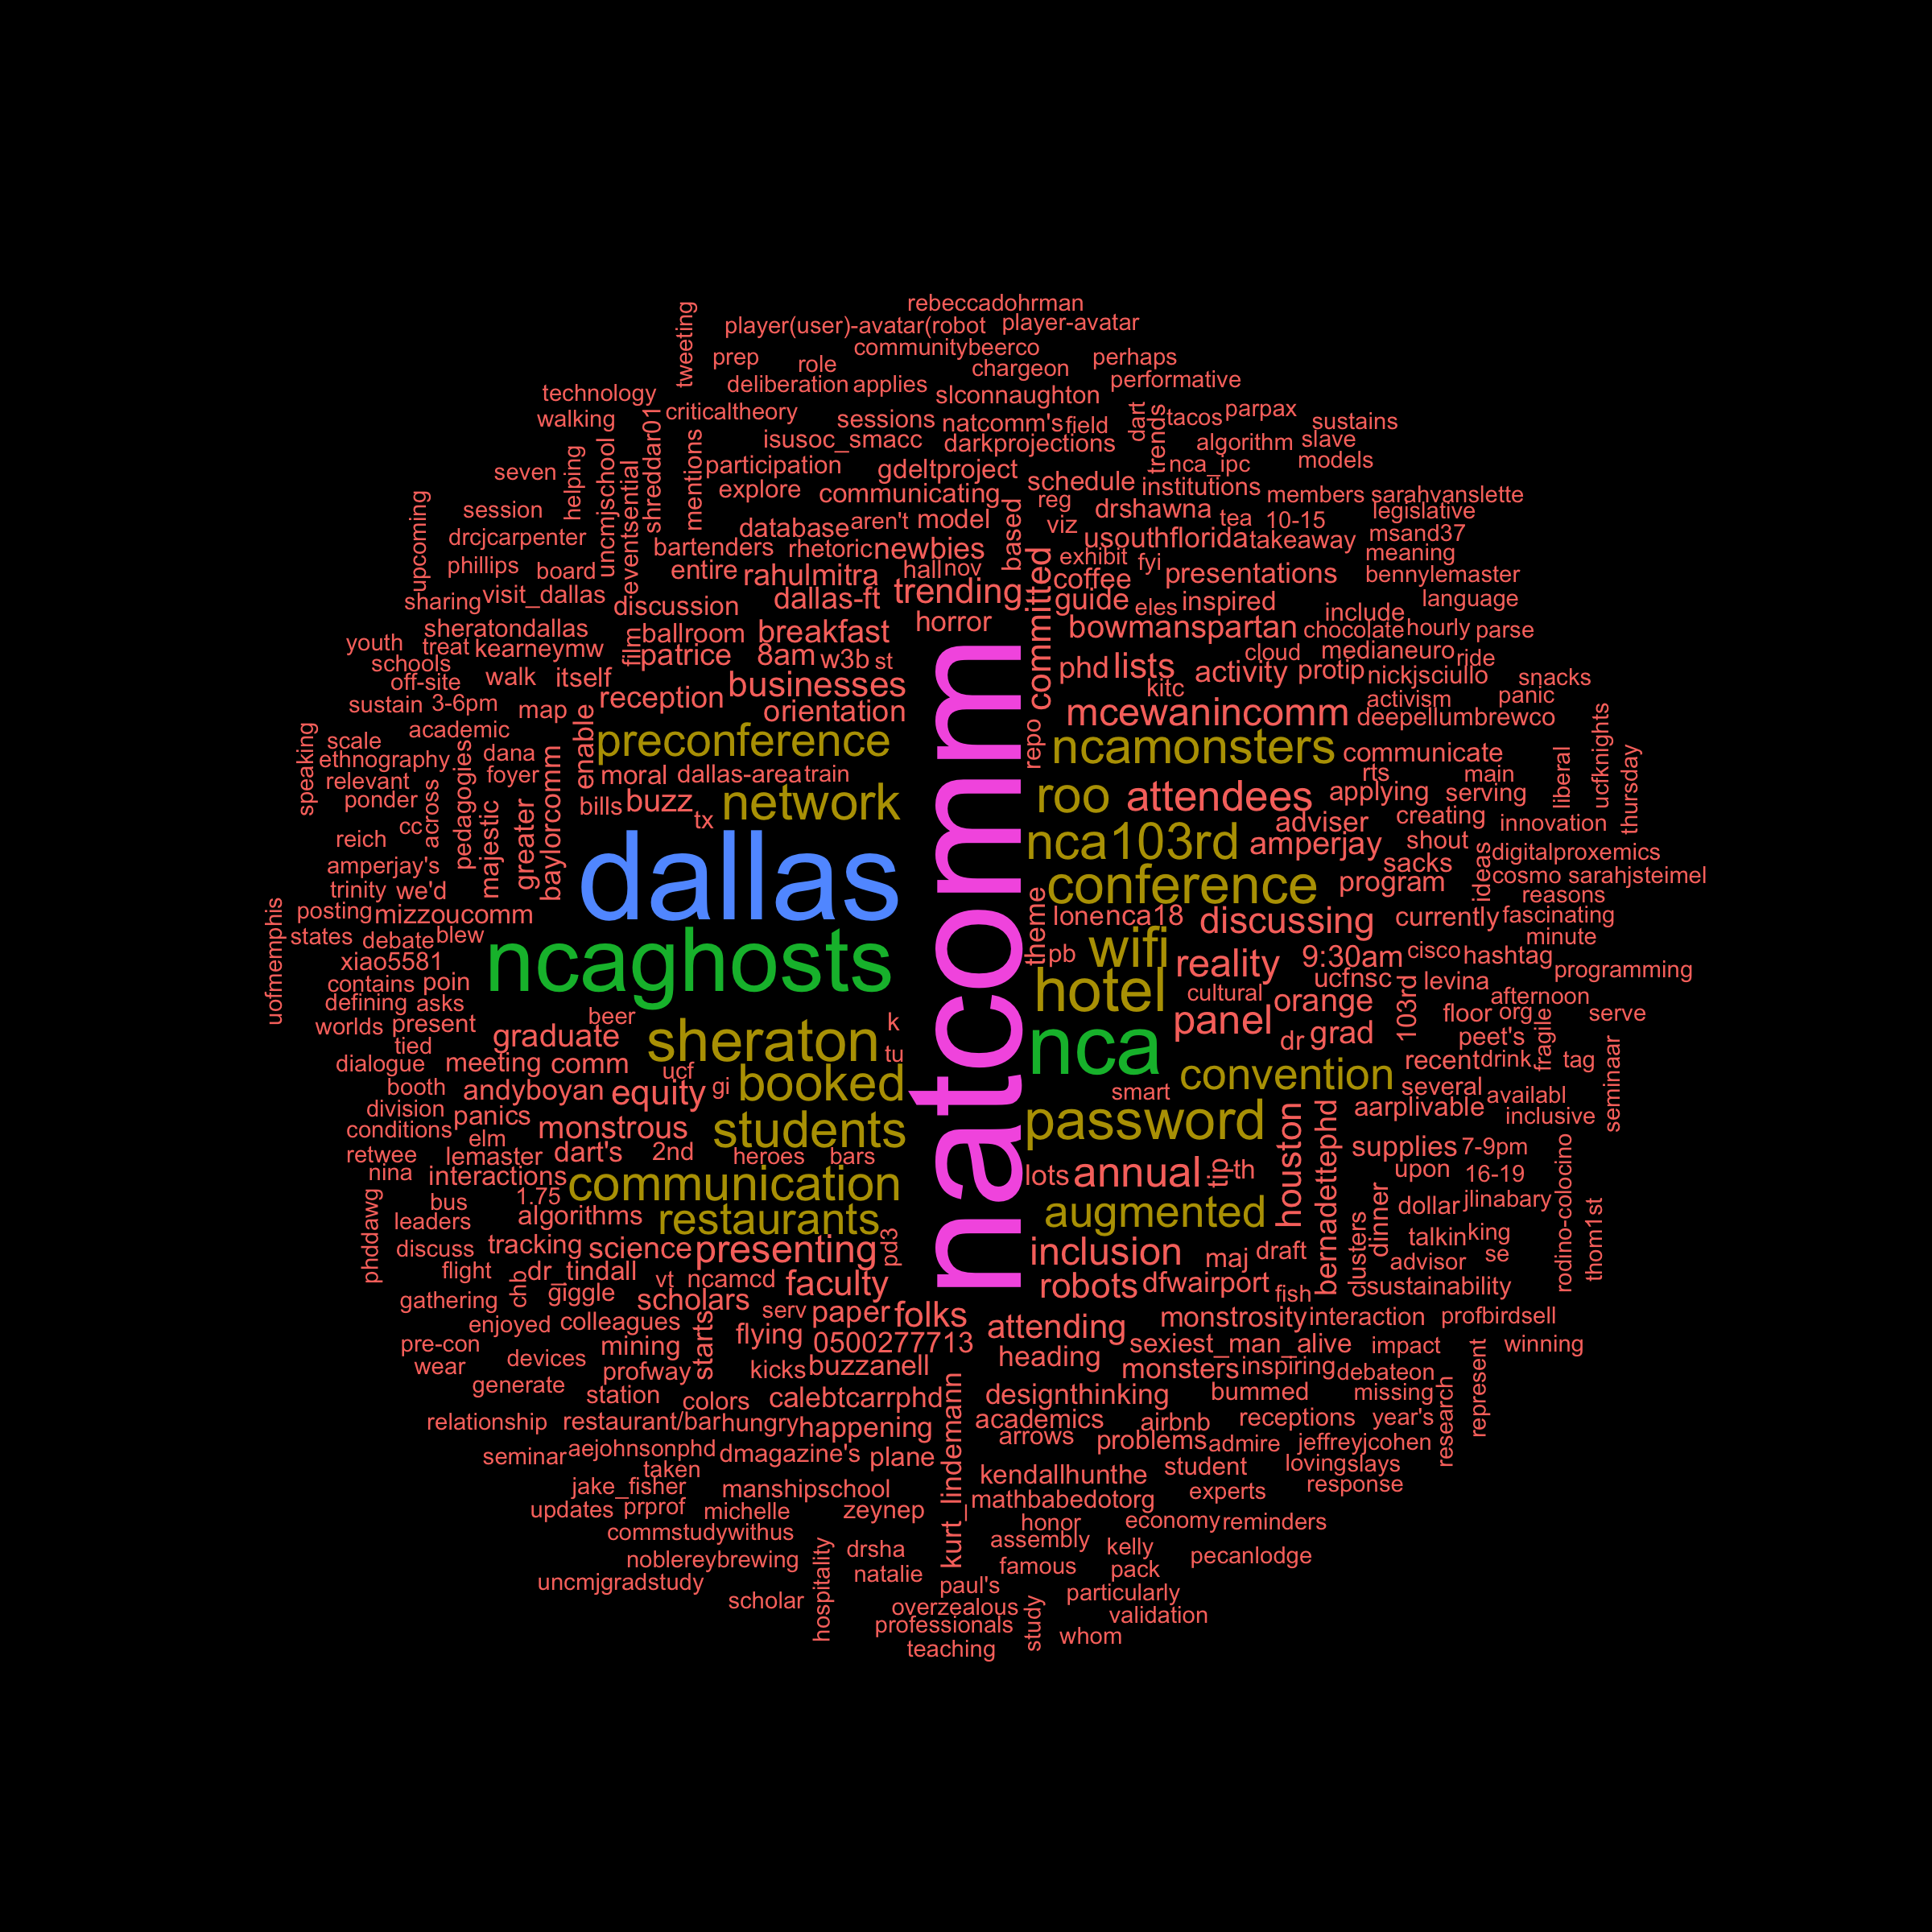 rebeccadohrman
player(user)-avatar(robot player-avatar
tweeting
communitybeerco
prep role chargeon perhaps
technology deliberation applies performative
slconnaughton
walking criticaltheory sessions natcomm's field dart trends tacos parpax sustains
shreddar01
isusoc_smacc darkprojections algorithm slave
seven helping uncmjschool eventsential mentions participation gdeltproject nca_ipc models
explore communicating schedule institutions members sarahvanslette
session upcoming database aren't model based reg drshawna tea 10-15 legislative
drcjcarpenter bartenders rhetoric newbies viz usouthflorida takeaway msand37
phillips board entire rahulmitra hall nov exhibit fyi meaning
committed coffee presentations bennylemaster
sharing visit_dallas discussion dallas-ft trending guide eles inspired language
sheratondallas film ballroom breakfast horror bowmanspartan include chocolate hourly parse
youth treat kearneymw patrice 8am w3b st cloud medianeuro ride
schools off-site walk itself businesses phd lists activity protip nickjsciullo snacks
sustain 3-6pm map reception orientation kitc activism panic
mcewanincomm deepellumbrewco
academic enable preconference repo ncamonsters communicate ucfknights
speaking scale ethnography dana
relevant foyer baylorcomm moral dallas-area train rts main liberal thursday
ponder across pedagogies majestic greater bills buzz tx network roo attendees applying serving
reich cc adviser creating innovation
amperjay's dallas natcomm nca103rd amperjay shout digitalproxemics
trinity we'd conference sacks ideas cosmo sarahjsteimel
program reasons
posting mizzoucomm theme lonenca18 discussing currently fascinating
uofmemphis states debate blew ncaghosts minute
xiao5581 pb wifi reality 9:30am cisco hashtag
contains poin ucfnsc levina programming
defining asks hotel cultural orange 103rd afternoon
worlds present graduate beer k panel dr grad floor org serve
tied sheraton tu nca peet's fragile
dialogue meeting comm ucf recent drink tag seminaar
booth andyboyan equity gi booked smart convention several availabl
division panics password aarplivable inclusive
conditions elm monstrous students houston bernadettephd
retwee lemaster dart's 2nd heroes bars supplies 7-9pm
nina interactions communication lots annual tip th upon 16-19
bus 1.75 dollar jlinabary rodino-colocino
phddawg leaders algorithms restaurants augmented clusters dinner talkin king thom1st
discuss tracking science presenting pd3 inclusion maj draft advisor se
flight chb dr_tindall vt ncamcd faculty robots dfwairport fish sustainability
gathering giggle scholars serv paper folks
enjoyed colleagues attending monstrosity interaction profbirdsell
pre-con mining starts flying 0500277713 sexiest_man_alive impact winning
wear devices profway kicks buzzanell heading monsters inspiring debateon
generate station colors calebtcarrphd kurt_lindemann designthinking bummed missing research represent
relationship restaurant/bar hungry happening academics airbnb receptions year's
arrows problems admire jeffreyjcohen
seminar aejohnsonphd dmagazine's plane
taken kendallhunthe student lovingslays
jake_fisher manshipschool mathbabedotorg experts response
updates prprof michelle zeynep honor economy reminders
commstudywithus assembly kelly
noblereybrewing hospitality drsha famous pack pecanlodge
uncmjgradstudy natalie paul's particularly
scholar overzealous validation
professionals study whom
teaching